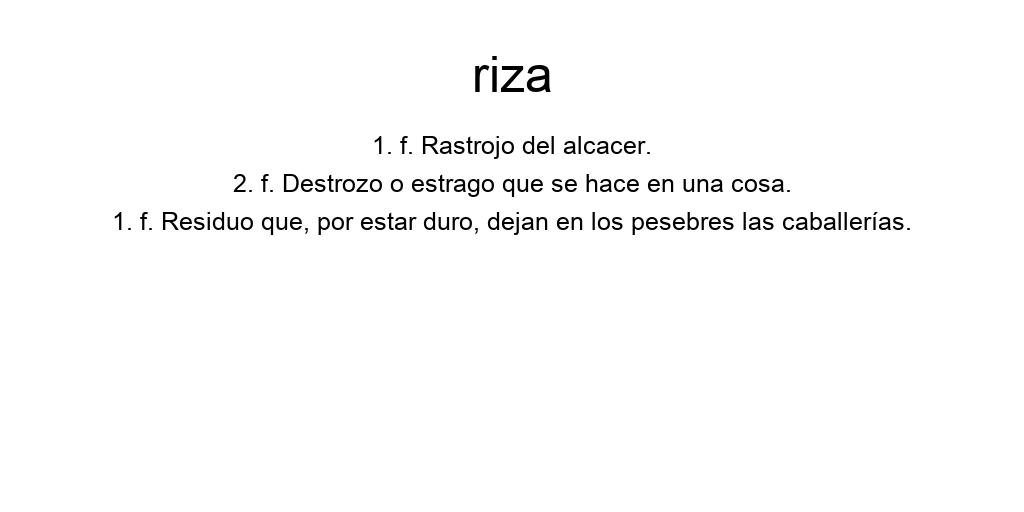 riza
1. f. Rastrojo del alcacer.
2. f. Destrozo o estrago que se hace en una cosa.
1. f. Residuo que, por estar duro, dejan en los pesebres las caballerías.